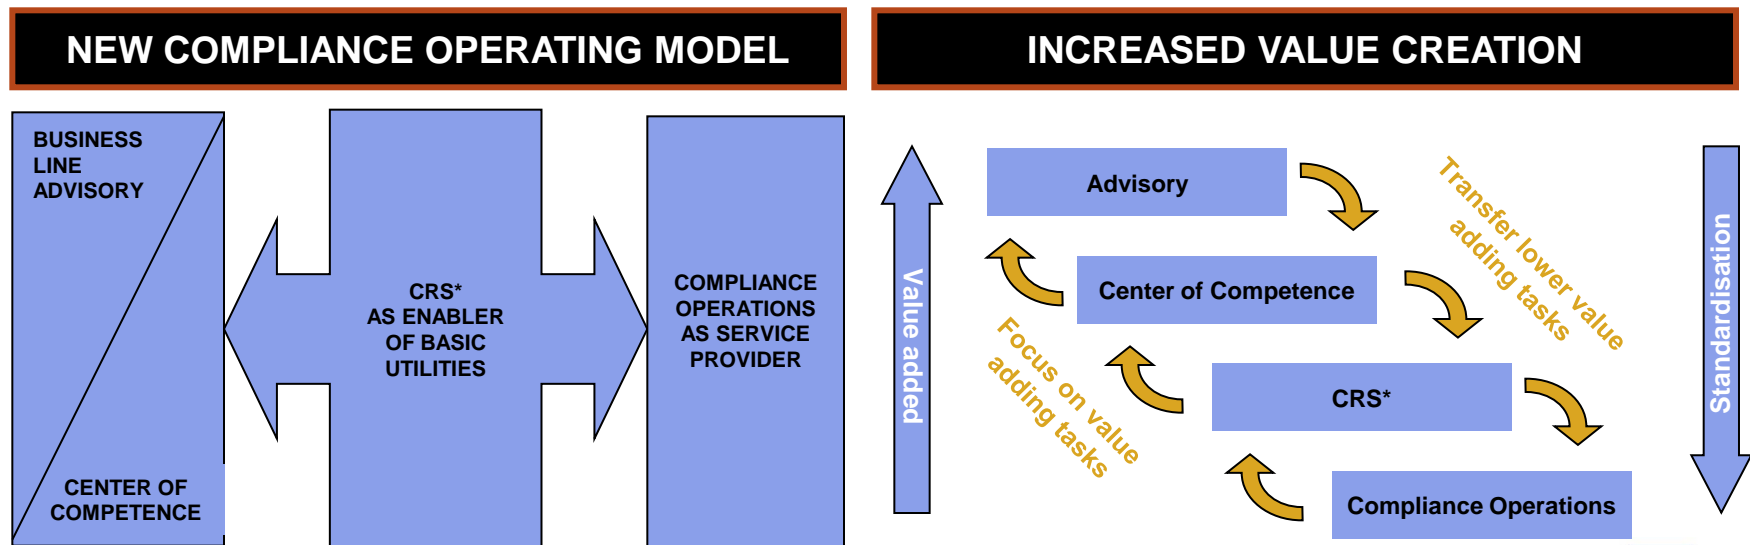 NEW COMPLIANCE OPERATING MODEL
BUSINESS
LINE
ADVISORY
CENTER OF
COMPETENCE
CRS*
AS ENABLER
OF BASIC
UTILITIES
COMPLIANCE
OPERATIONS
AS SERVICE
PROVIDER
INCREASED VALUE CREATION
Value added
Advisory
Center of Competence
CRS*
Compliance Operations
Focus on value
adding tasks
Transfer lower value
adding tasks
Standardisation